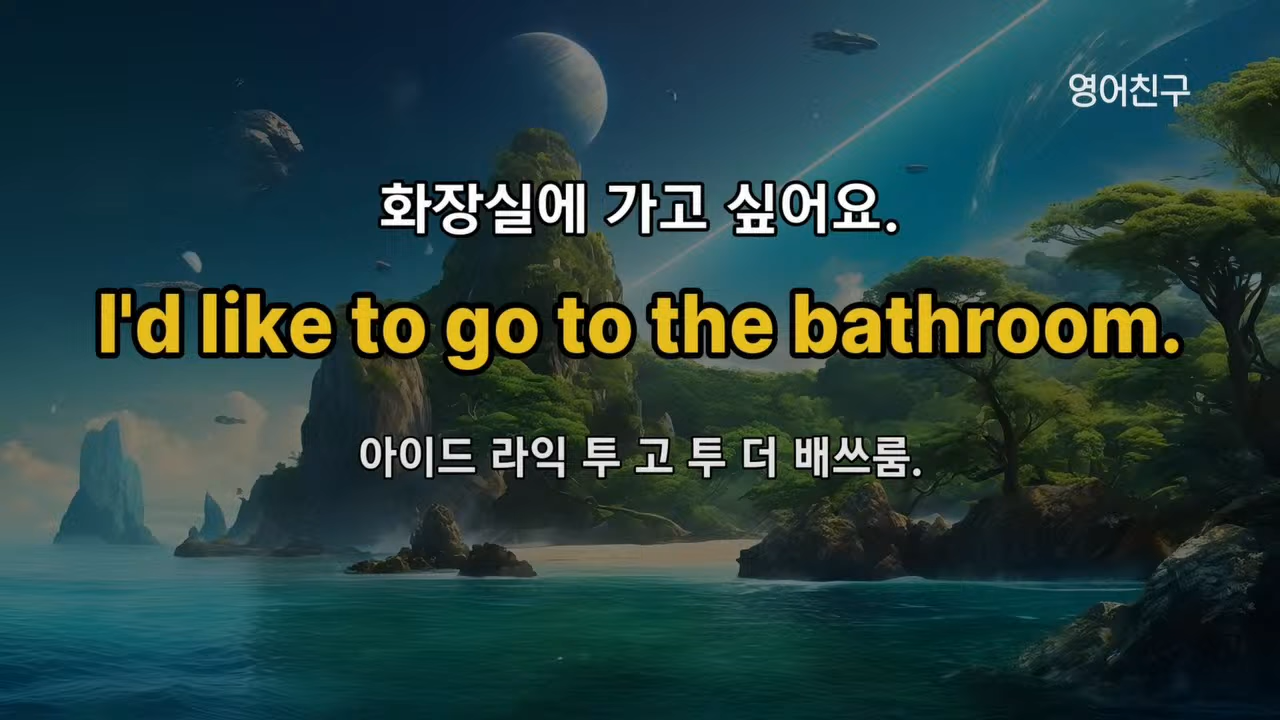 영어친구
화장실에 가고 싶어요.
I'd like to go to the bathroom.
아이드 라익 투 고 투 더 배쓰룸.